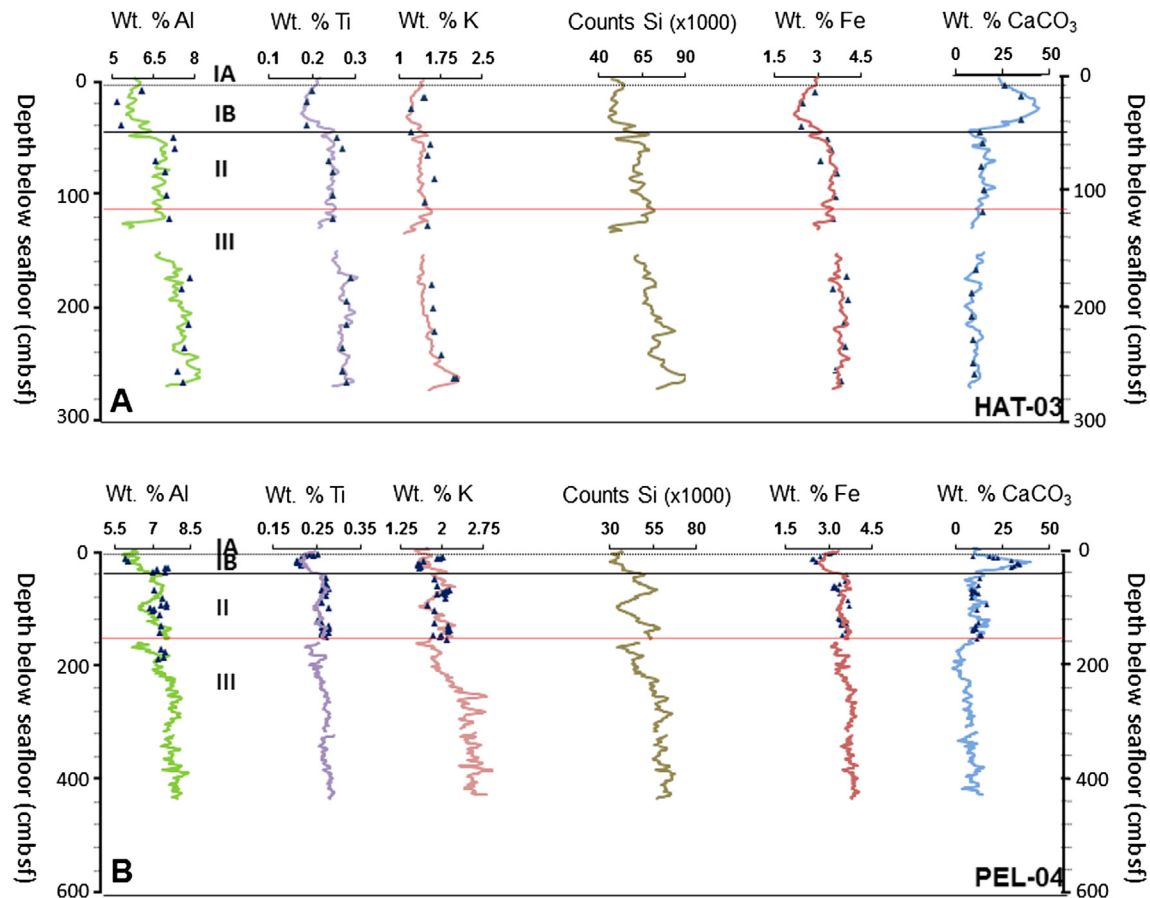 Wt. % Al Wt. % Ti Wt. % K Counts Si (x1000) Wt. % Fe Wt. % CaCO₃
5 6.5 8 0.1 0.2 0.3 1 1.75 2.5 40 65 90 1.5 3 4.5 0 25 50
0 IA 0
IB
II
100 100
III
200 200
300 300
Depth below seafloor (cmbsf)
Depth below seafloor (cmbsf)
A HAT-03
Wt. % Al Wt. % Ti Wt. % K Counts Si (x1000) Wt. % Fe Wt. % CaCO₃
5.5 7 8.5 0.15 0.25 0.35 1.25 2 2.75 30 55 80 1.5 3.0 4.5 0 25 50
0 IA 0
IB
II
200 200
III
400 400
600 600
Depth below seafloor (cmbsf)
Depth below seafloor (cmbsf)
B PEL-04